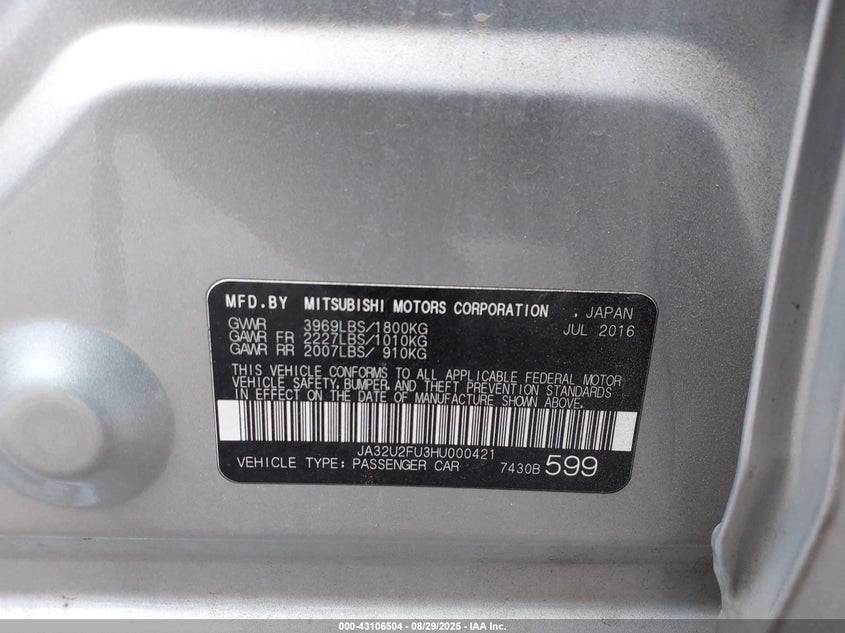 MFD.BY MITSUBISHI MOTORS CORPORATION , JAPAN
GVWR 3969LBS/1800KG JUL 2016
GAWR FR 2227LBS/1010KG
GAWR RR 2007LBS/ 910KG
THIS VEHICLE CONFORMS TO ALL APPLICABLE FEDERAL MOTOR
VEHICLE SAFETY, BUMPER, AND THEFT PREVENTION STANDARDS
IN EFFECT ON THE DATE OF MANUFACTURE SHOWN ABOVE.
JA32U2FU3HU000421
VEHICLE TYPE: PASSENGER CAR 7430B 599
000-43106504 - 08/29/2025 - IAA Inc.